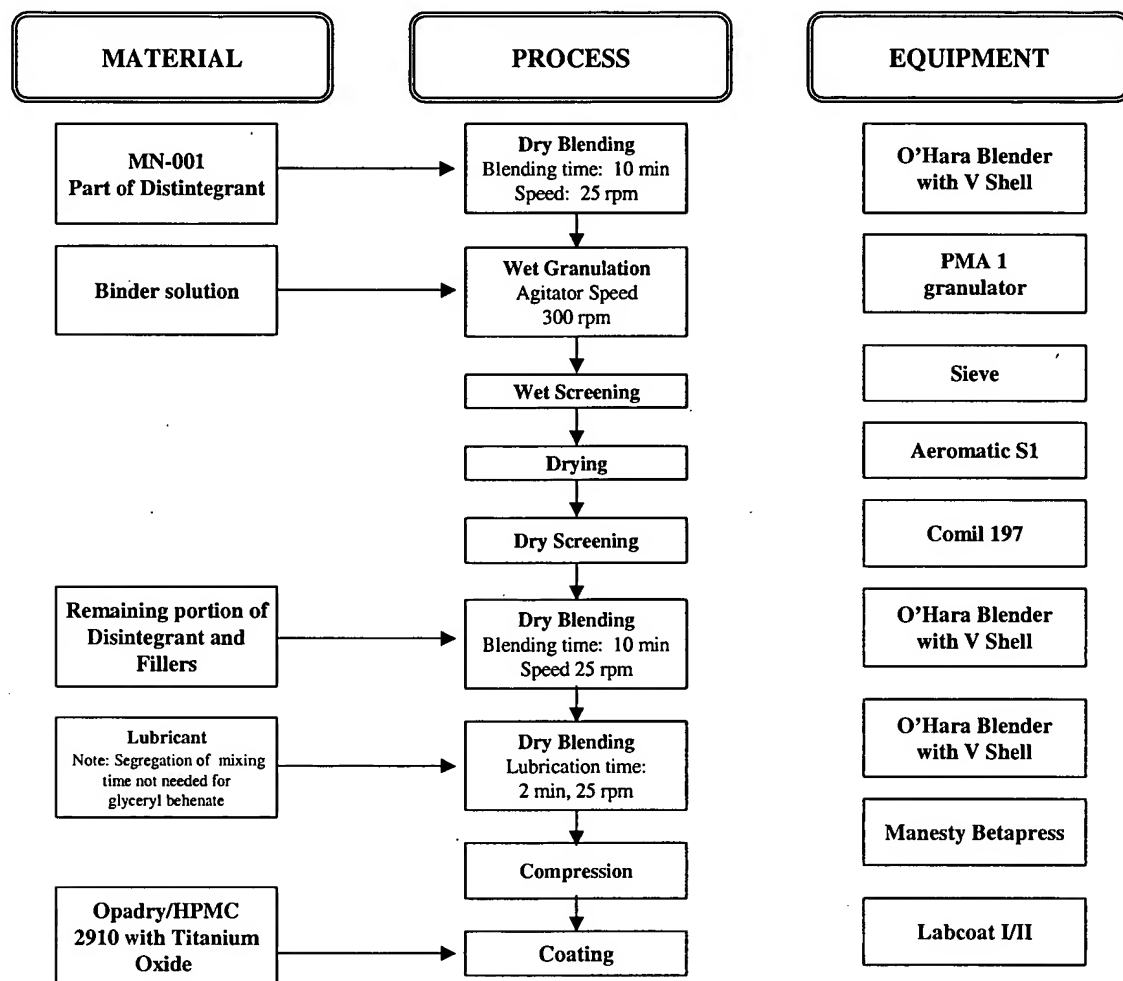 MATERIAL
PROCESS
EQUIPMENT
MN-001
Part of Distintegrant
Dry Blending
Blending time: 10 min
Speed: 25 rpm
O'Hara Blender
with V Shell
Binder solution
Wet Granulation
Agitator Speed
300 rpm
PMA 1
granulator
Wet Screening
Sieve
Drying
Aeromatic S1
Dry Screening
Comil 197
Remaining portion of
Disintegrant and
Fillers
Dry Blending
Blending time: 10 min
Speed 25 rpm
O'Hara Blender
with V Shell
Lubricant
Note: Segregation of mixing
time not needed for
glyceryl behenate
Dry Blending
Lubrication time:
2 min, 25 rpm
O'Hara Blender
with V Shell
Compression
Manesty Betapress
Opadry/HPMC
2910 with Titanium
Oxide
Coating
Labcoat I/II